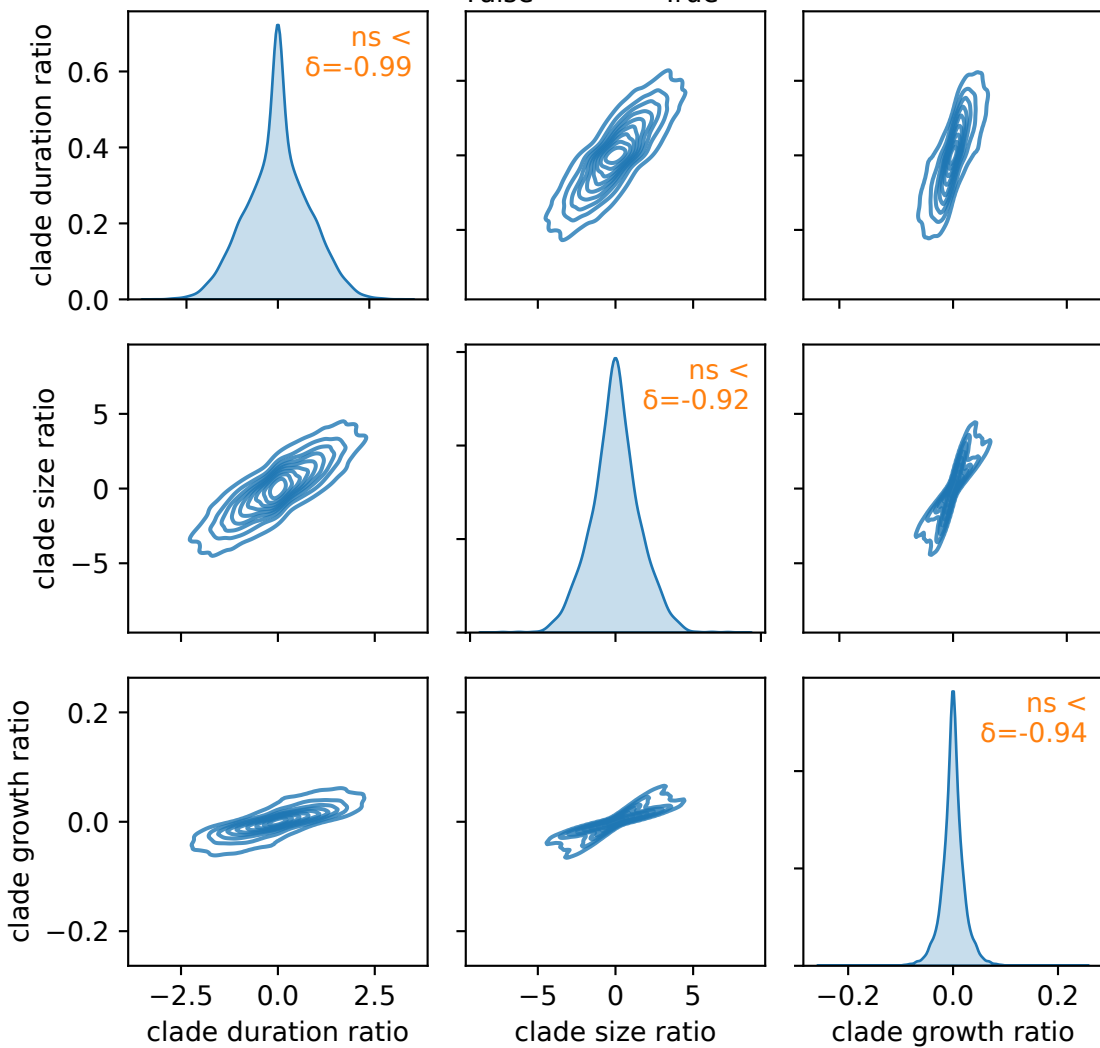 clade duration ratio
0.6
0.4
0.2
0.0
ns <
δ=-0.99
clade size ratio
5
0
−5
ns <
δ=-0.92
clade growth ratio
0.2
0.0
−0.2
ns <
δ=-0.94
−2.5 0.0 2.5
−5 0 5
−0.2 0.0 0.2
clade duration ratio
clade size ratio
clade growth ratio